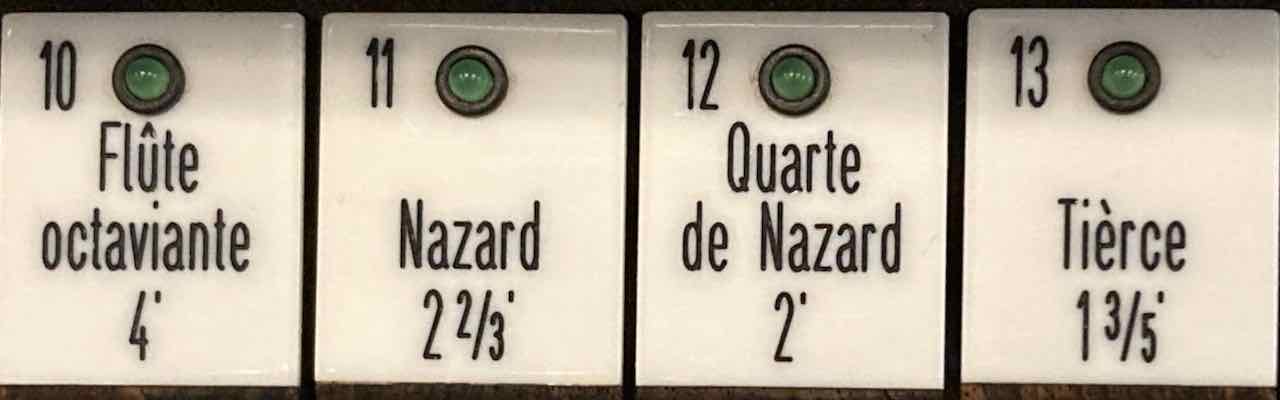 10
Flûte
octaviante
4'
11
Nazard
2 2/3'
12
Quarte
de Nazard
2'
13
Tièrce
1 3/5'